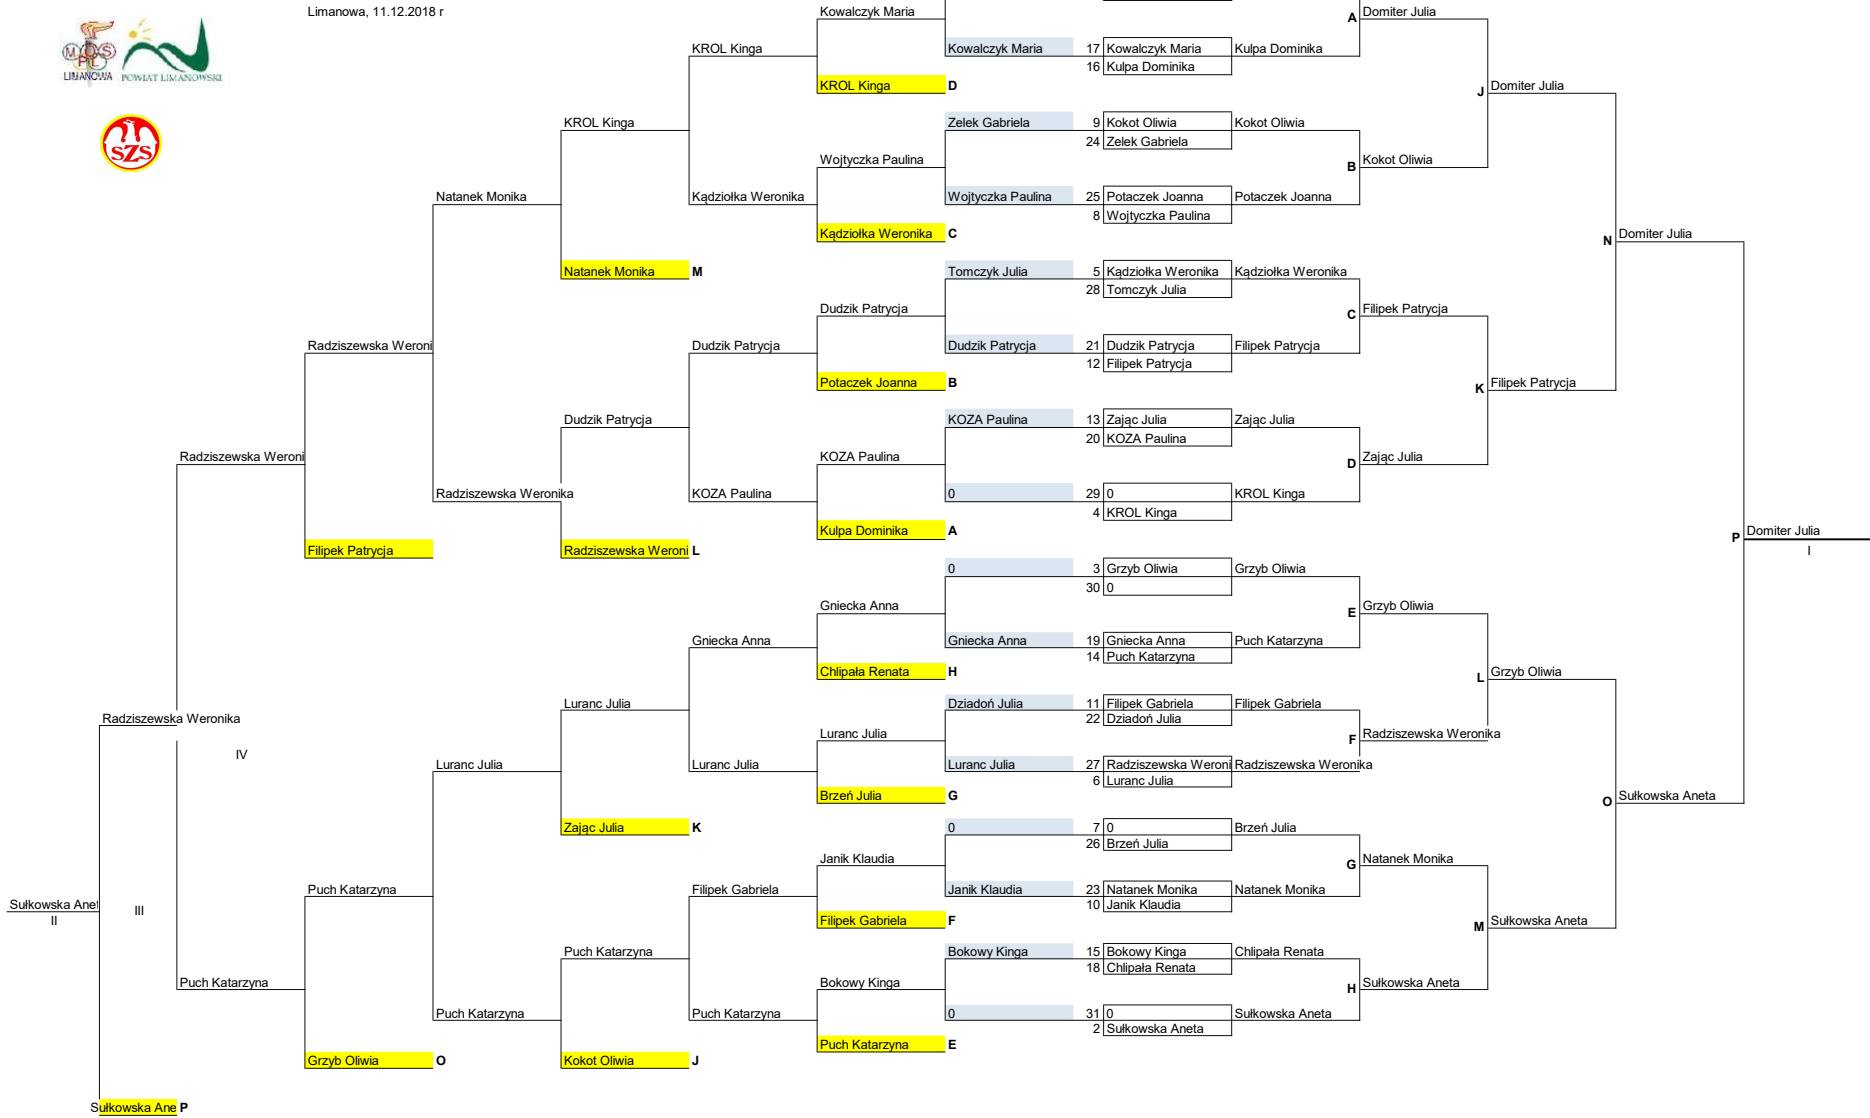 Limanowa, 11.12.2018 r
Kowalczyk Maria
A Domiter Julia
MOS
PL
LIMANOWA
POWIAT LIMANOWSKI
KROL Kinga
Kowalczyk Maria 17 Kowalczyk Maria Kulpa Dominika
16 Kulpa Dominika
KROL Kinga D
J Domiter Julia
SZS
KROL Kinga
Zelek Gabriela 9 Kokot Oliwia Kokot Oliwia
24 Zelek Gabriela
Wojtyczka Paulina
B Kokot Oliwia
Natanek Monika
Kądziołka Weronika
Wojtyczka Paulina 25 Potaczek Joanna Potaczek Joanna
8 Wojtyczka Paulina
Kądziołka Weronika C
N Domiter Julia
Natanek Monika M
Tomczyk Julia 5 Kądziołka Weronika Kądziołka Weronika
28 Tomczyk Julia
Dudzik Patrycja
C Filipek Patrycja
Radziszewska Weroni
Dudzik Patrycja
Dudzik Patrycja 21 Dudzik Patrycja Filipek Patrycja
12 Filipek Patrycja
Potaczek Joanna B
K Filipek Patrycja
Dudzik Patrycja
KOZA Paulina 13 Zając Julia Zając Julia
20 KOZA Paulina
Radziszewska Weroni
KOZA Paulina
D Zając Julia
Radziszewska Weronika
KOZA Paulina
0 29 0 KROL Kinga
4 KROL Kinga
Kulpa Dominika A
P Domiter Julia
I
Filipek Patrycja
Radziszewska Weroni L
0 3 Grzyb Oliwia Grzyb Oliwia
30 0
Gniecka Anna
E Grzyb Oliwia
Gniecka Anna
Gniecka Anna 19 Gniecka Anna Puch Katarzyna
14 Puch Katarzyna
Chlipała Renata H
L Grzyb Oliwia
Luranc Julia
Dziadoń Julia 11 Filipek Gabriela Filipek Gabriela
22 Dziadoń Julia
Radziszewska Weronika
Luranc Julia
F Radziszewska Weronika
IV
Luranc Julia
Luranc Julia
Luranc Julia 27 Radziszewska Weroni Radziszewska Weronika
6 Luranc Julia
Brzeń Julia G
O Sułkowska Aneta
Zając Julia K
0 7 0 Brzeń Julia
26 Brzeń Julia
Janik Klaudia
G Natanek Monika
Puch Katarzyna
Filipek Gabriela
Janik Klaudia 23 Natanek Monika Natanek Monika
10 Janik Klaudia
Sułkowska Anet
II
III
Filipek Gabriela F
M Sułkowska Aneta
Puch Katarzyna
Bokowy Kinga 15 Bokowy Kinga Chlipała Renata
18 Chlipała Renata
Puch Katarzyna
Bokowy Kinga
H Sułkowska Aneta
Puch Katarzyna
Puch Katarzyna
0 31 0 Sułkowska Aneta
2 Sułkowska Aneta
Puch Katarzyna E
Grzyb Oliwia O
Kokot Oliwia J
Sułkowska Ane P